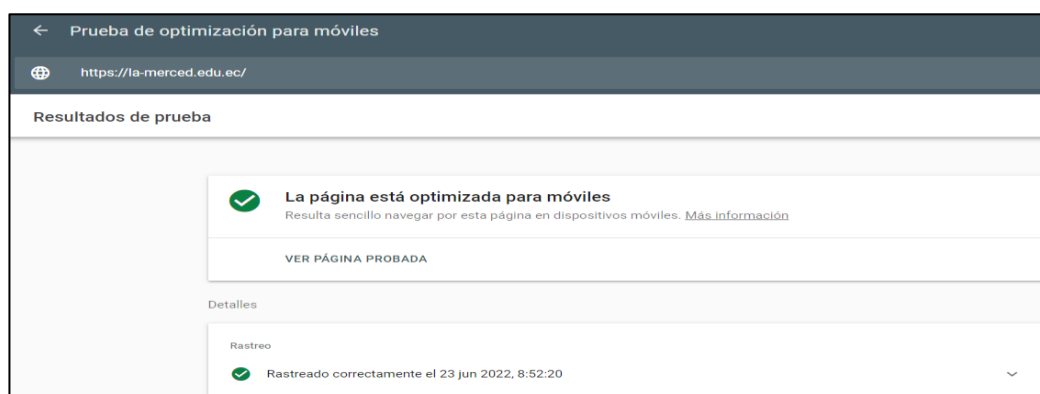 Prueba de optimización para móviles
https://la-merced.edu.ec/
Resultados de prueba
La página está optimizada para móviles
Resulta sencillo navegar por esta página en dispositivos móviles. Más información
VER PÁGINA PROBADA
Detalles
Rastreo
Rastreado correctamente el 23 jun 2022, 8:52:20